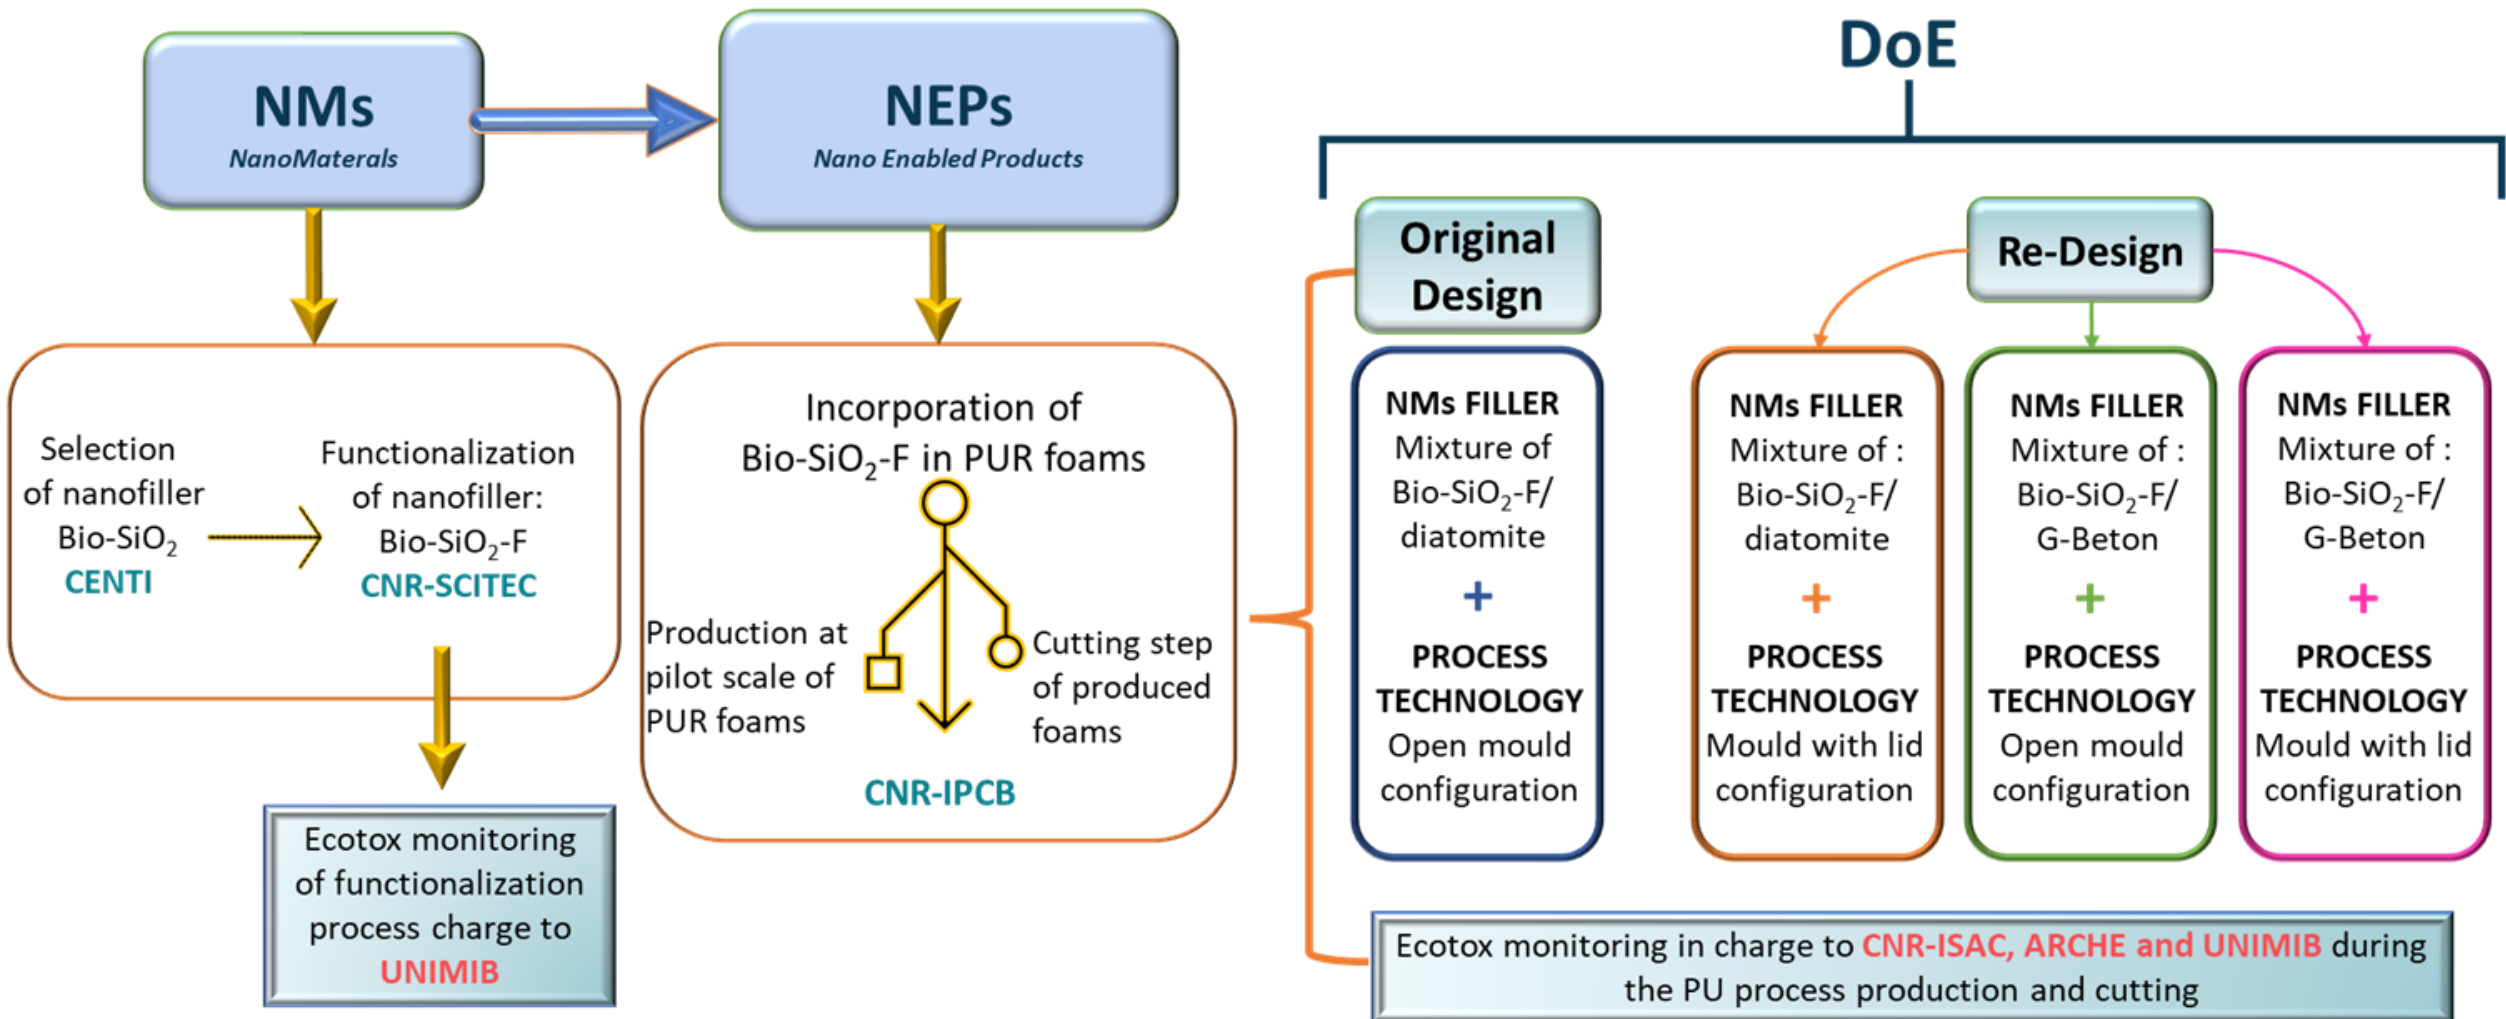 NMs
NanoMaterals
NEPs
Nano Enabled Products
DoE
Selection
of nanofiller
Bio-SiO₂
CENTI
Functionalization
of nanofiller:
Bio-SiO₂-F
CNR-SCITEC
Ecotox monitoring
of functionalization
process charge to
UNIMIB
Incorporation of
Bio-SiO₂-F in PUR foams
Production at
pilot scale of
PUR foams
Cutting step
of produced
foams
CNR-IPCB
Original
Design
Re-Design
NMs FILLER
Mixture of
Bio-SiO₂-F/
diatomite
+
PROCESS
TECHNOLOGY
Open mould
configuration
NMs FILLER
Mixture of :
Bio-SiO₂-F/
diatomite
+
PROCESS
TECHNOLOGY
Mould with lid
configuration
NMs FILLER
Mixture of :
Bio-SiO₂-F/
G-Beton
+
PROCESS
TECHNOLOGY
Open mould
configuration
NMs FILLER
Mixture of :
Bio-SiO₂-F/
G-Beton
+
PROCESS
TECHNOLOGY
Mould with lid
configuration
Ecotox monitoring in charge to CNR-ISAC, ARCHE and UNIMIB during
the PU process production and cutting